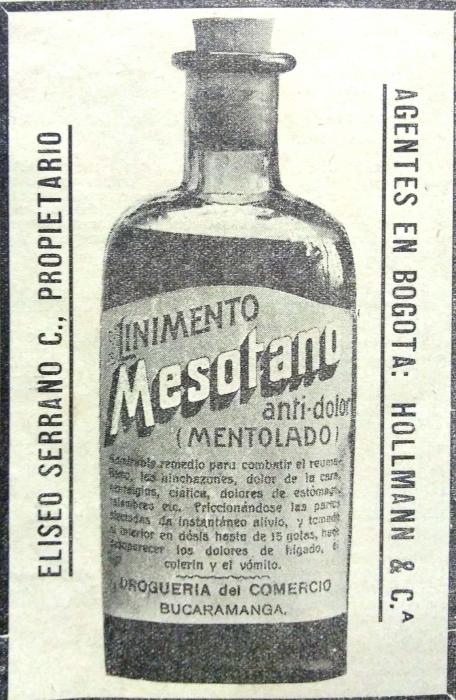 ELISEO SERRANO C., PROPIETARIO
LINIMENTO
Mesotano
anti-dolor
(MENTOLADO)
Admirable remedio para combatir el reuma-
tismo, las hinchazones, dolor de la cara,
neuralgias, ciática, dolores de estómago,
calambres etc. Friccionándose las partes
afectadas da instantáneo alivio, y tomado
al interior en dósis hasta de 15 gotas, hace
desaparecer los dolores de hígado, el
colerín y el vómito.
DROGUERIA del COMERCIO
BUCARAMANGA.
AGENTES EN BOGOTA: HOLLMANN & C.ª